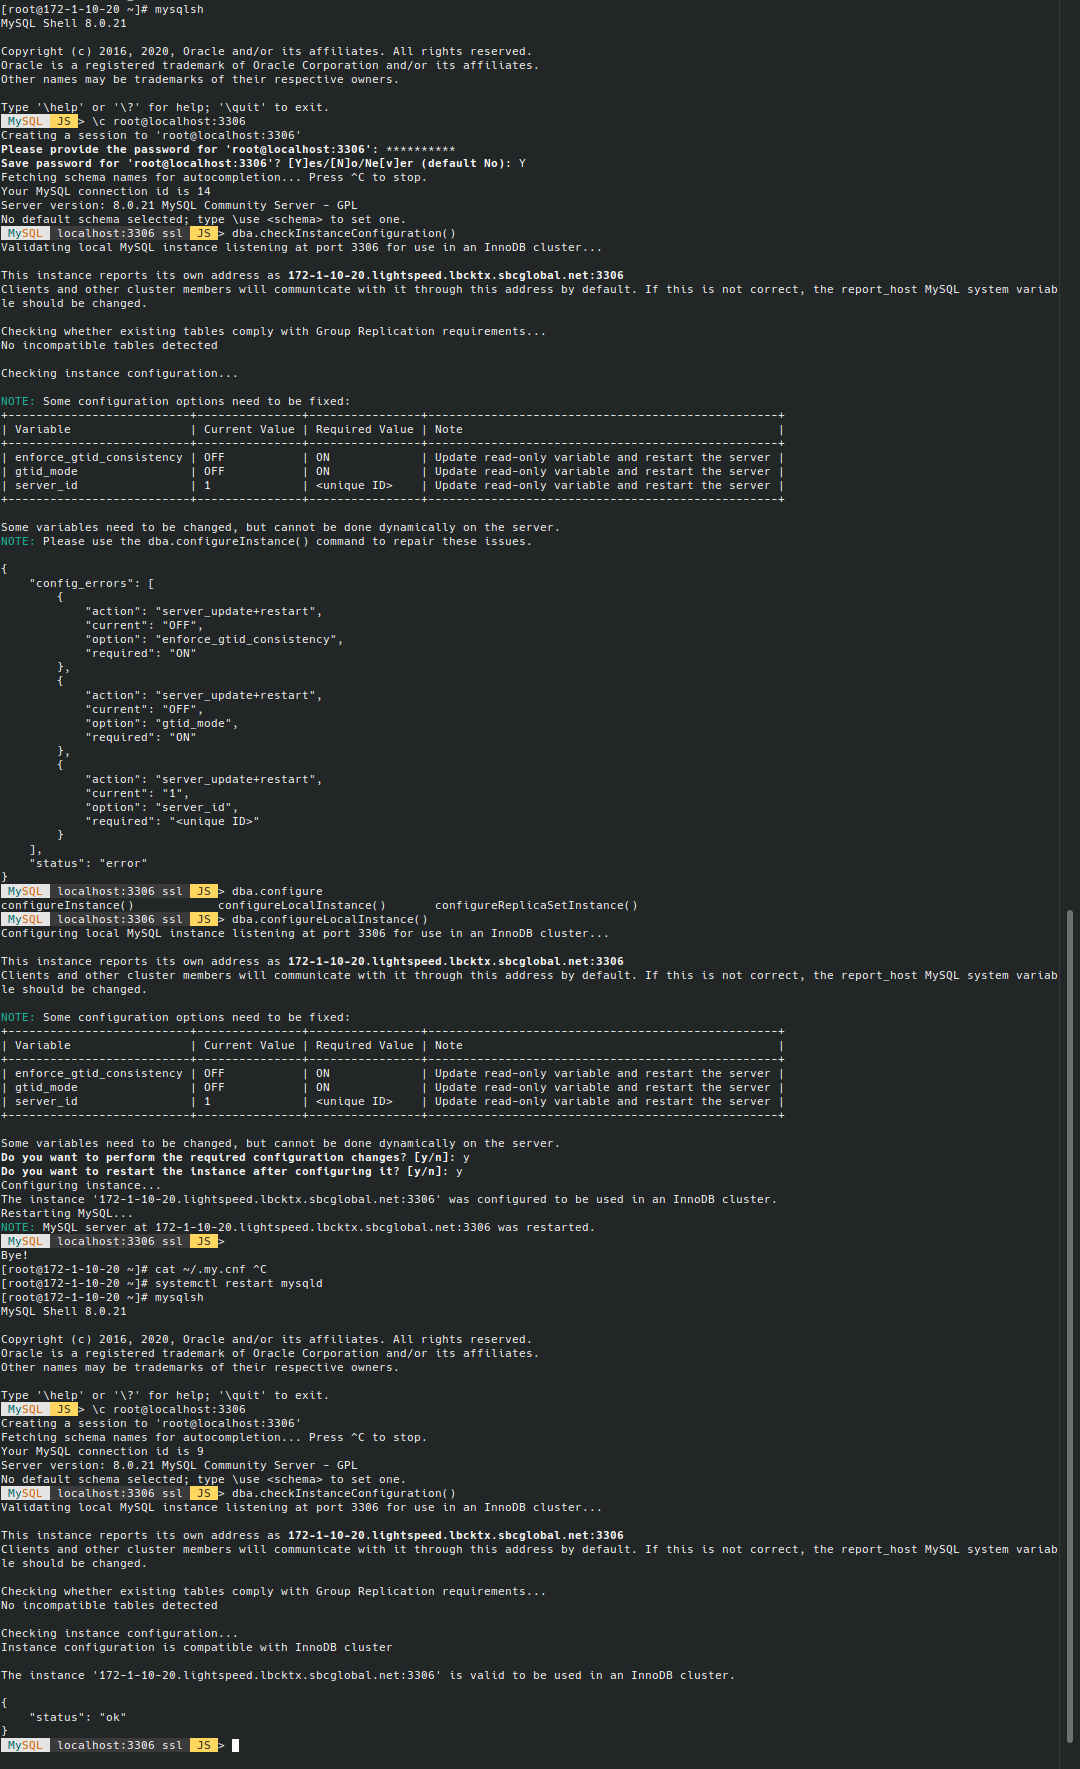 [root@172-1-10-20 ~]# mysqlsh
MySQL Shell 8.0.21

Copyright (c) 2016, 2020, Oracle and/or its affiliates. All rights reserved.
Oracle is a registered trademark of Oracle Corporation and/or its affiliates.
Other names may be trademarks of their respective owners.

Type '\help' or '\?' for help; '\quit' to exit.
 MySQL  JS > \c root@localhost:3306
Creating a session to 'root@localhost:3306'
Please provide the password for 'root@localhost:3306': **********
Save password for 'root@localhost:3306'? [Y]es/[N]o/Ne[v]er (default No): Y
Fetching schema names for autocompletion... Press ^C to stop.
Your MySQL connection id is 14
Server version: 8.0.21 MySQL Community Server - GPL
No default schema selected; type \use <schema> to set one.
 MySQL  localhost:3306 ssl  JS > dba.checkInstanceConfiguration()
Validating local MySQL instance listening at port 3306 for use in an InnoDB cluster...

This instance reports its own address as 172-1-10-20.lightspeed.lbcktx.sbcglobal.net:3306
Clients and other cluster members will communicate with it through this address by default. If this is not correct, the report_host MySQL system variab
le should be changed.

Checking whether existing tables comply with Group Replication requirements...
No incompatible tables detected

Checking instance configuration...

NOTE: Some configuration options need to be fixed:
+--------------------------+---------------+----------------+--------------------------------------------------+
| Variable                 | Current Value | Required Value | Note                                             |
+--------------------------+---------------+----------------+--------------------------------------------------+
| enforce_gtid_consistency | OFF           | ON             | Update read-only variable and restart the server |
| gtid_mode                | OFF           | ON             | Update read-only variable and restart the server |
| server_id                | 1             | <unique ID>    | Update read-only variable and restart the server |
+--------------------------+---------------+----------------+--------------------------------------------------+

Some variables need to be changed, but cannot be done dynamically on the server.
NOTE: Please use the dba.configureInstance() command to repair these issues.

{
    "config_errors": [
        {
            "action": "server_update+restart",
            "current": "OFF",
            "option": "enforce_gtid_consistency",
            "required": "ON"
        },
        {
            "action": "server_update+restart",
            "current": "OFF",
            "option": "gtid_mode",
            "required": "ON"
        },
        {
            "action": "server_update+restart",
            "current": "1",
            "option": "server_id",
            "required": "<unique ID>"
        }
    ],
    "status": "error"
}
 MySQL  localhost:3306 ssl  JS > dba.configure
configureInstance()            configureLocalInstance()       configureReplicaSetInstance()
 MySQL  localhost:3306 ssl  JS > dba.configureLocalInstance()
Configuring local MySQL instance listening at port 3306 for use in an InnoDB cluster...

This instance reports its own address as 172-1-10-20.lightspeed.lbcktx.sbcglobal.net:3306
Clients and other cluster members will communicate with it through this address by default. If this is not correct, the report_host MySQL system variab
le should be changed.

NOTE: Some configuration options need to be fixed:
+--------------------------+---------------+----------------+--------------------------------------------------+
| Variable                 | Current Value | Required Value | Note                                             |
+--------------------------+---------------+----------------+--------------------------------------------------+
| enforce_gtid_consistency | OFF           | ON             | Update read-only variable and restart the server |
| gtid_mode                | OFF           | ON             | Update read-only variable and restart the server |
| server_id                | 1             | <unique ID>    | Update read-only variable and restart the server |
+--------------------------+---------------+----------------+--------------------------------------------------+

Some variables need to be changed, but cannot be done dynamically on the server.
Do you want to perform the required configuration changes? [y/n]: y
Do you want to restart the instance after configuring it? [y/n]: y
Configuring instance...
The instance '172-1-10-20.lightspeed.lbcktx.sbcglobal.net:3306' was configured to be used in an InnoDB cluster.
Restarting MySQL...
NOTE: MySQL server at 172-1-10-20.lightspeed.lbcktx.sbcglobal.net:3306 was restarted.
 MySQL  localhost:3306 ssl  JS >
Bye!
[root@172-1-10-20 ~]# cat ~/.my.cnf ^C
[root@172-1-10-20 ~]# systemctl restart mysqld
[root@172-1-10-20 ~]# mysqlsh
MySQL Shell 8.0.21

Copyright (c) 2016, 2020, Oracle and/or its affiliates. All rights reserved.
Oracle is a registered trademark of Oracle Corporation and/or its affiliates.
Other names may be trademarks of their respective owners.

Type '\help' or '\?' for help; '\quit' to exit.
 MySQL  JS > \c root@localhost:3306
Creating a session to 'root@localhost:3306'
Fetching schema names for autocompletion... Press ^C to stop.
Your MySQL connection id is 9
Server version: 8.0.21 MySQL Community Server - GPL
No default schema selected; type \use <schema> to set one.
 MySQL  localhost:3306 ssl  JS > dba.checkInstanceConfiguration()
Validating local MySQL instance listening at port 3306 for use in an InnoDB cluster...

This instance reports its own address as 172-1-10-20.lightspeed.lbcktx.sbcglobal.net:3306
Clients and other cluster members will communicate with it through this address by default. If this is not correct, the report_host MySQL system variab
le should be changed.

Checking whether existing tables comply with Group Replication requirements...
No incompatible tables detected

Checking instance configuration...
Instance configuration is compatible with InnoDB cluster

The instance '172-1-10-20.lightspeed.lbcktx.sbcglobal.net:3306' is valid to be used in an InnoDB cluster.

{
    "status": "ok"
}
 MySQL  localhost:3306 ssl  JS >